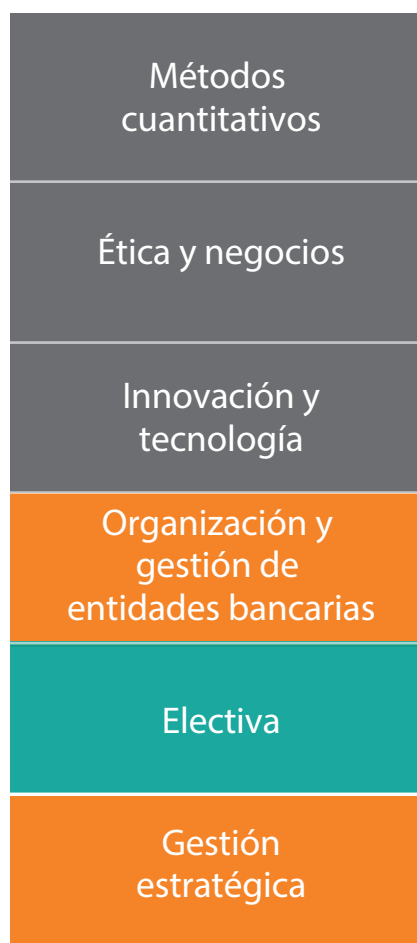 Métodos
cuantitativos
Ética y negocios
Innovación y
tecnología
Organización y
gestión de
entidades bancarias
Electiva
Gestión
estratégica